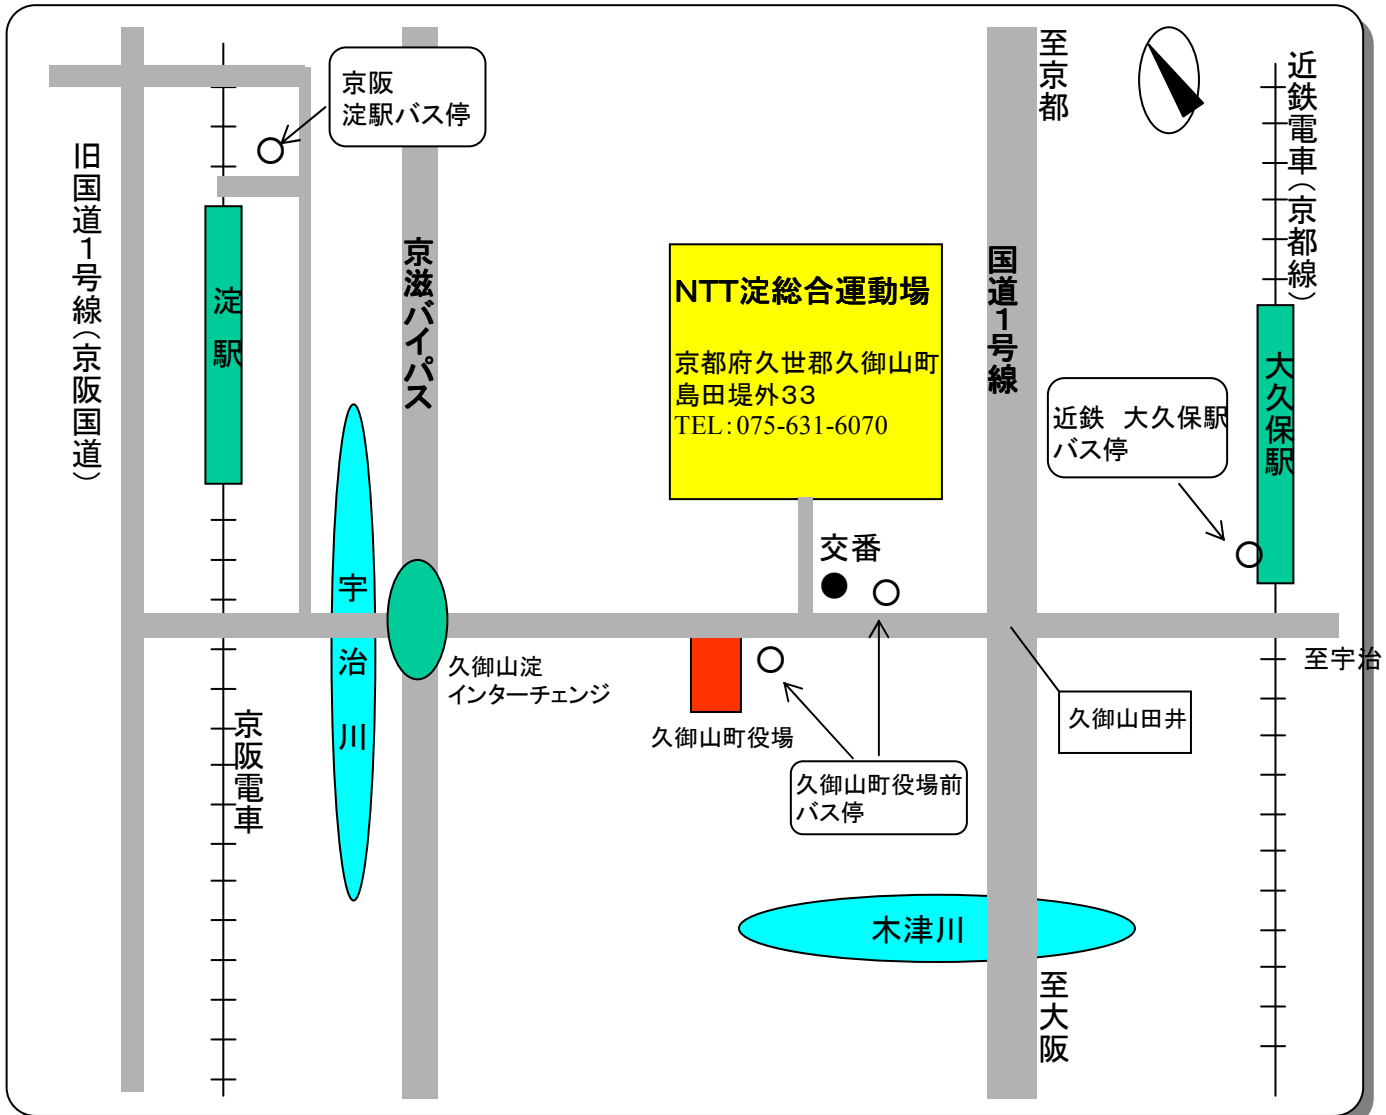 京阪
淀駅バス停
旧国道1号線(京阪国道)
淀駅
京滋バイパス
NTT淀総合運動場
京都府久世郡久御山町
島田堤外33
TEL:075-631-6070
至京都
国道1号線
近鉄電車(京都線)
大久保駅
近鉄　大久保駅
バス停
交番
宇治川
久御山淀
インターチェンジ
久御山町役場
久御山町役場前
バス停
久御山田井
至宇治
京阪電車
木津川
至大阪